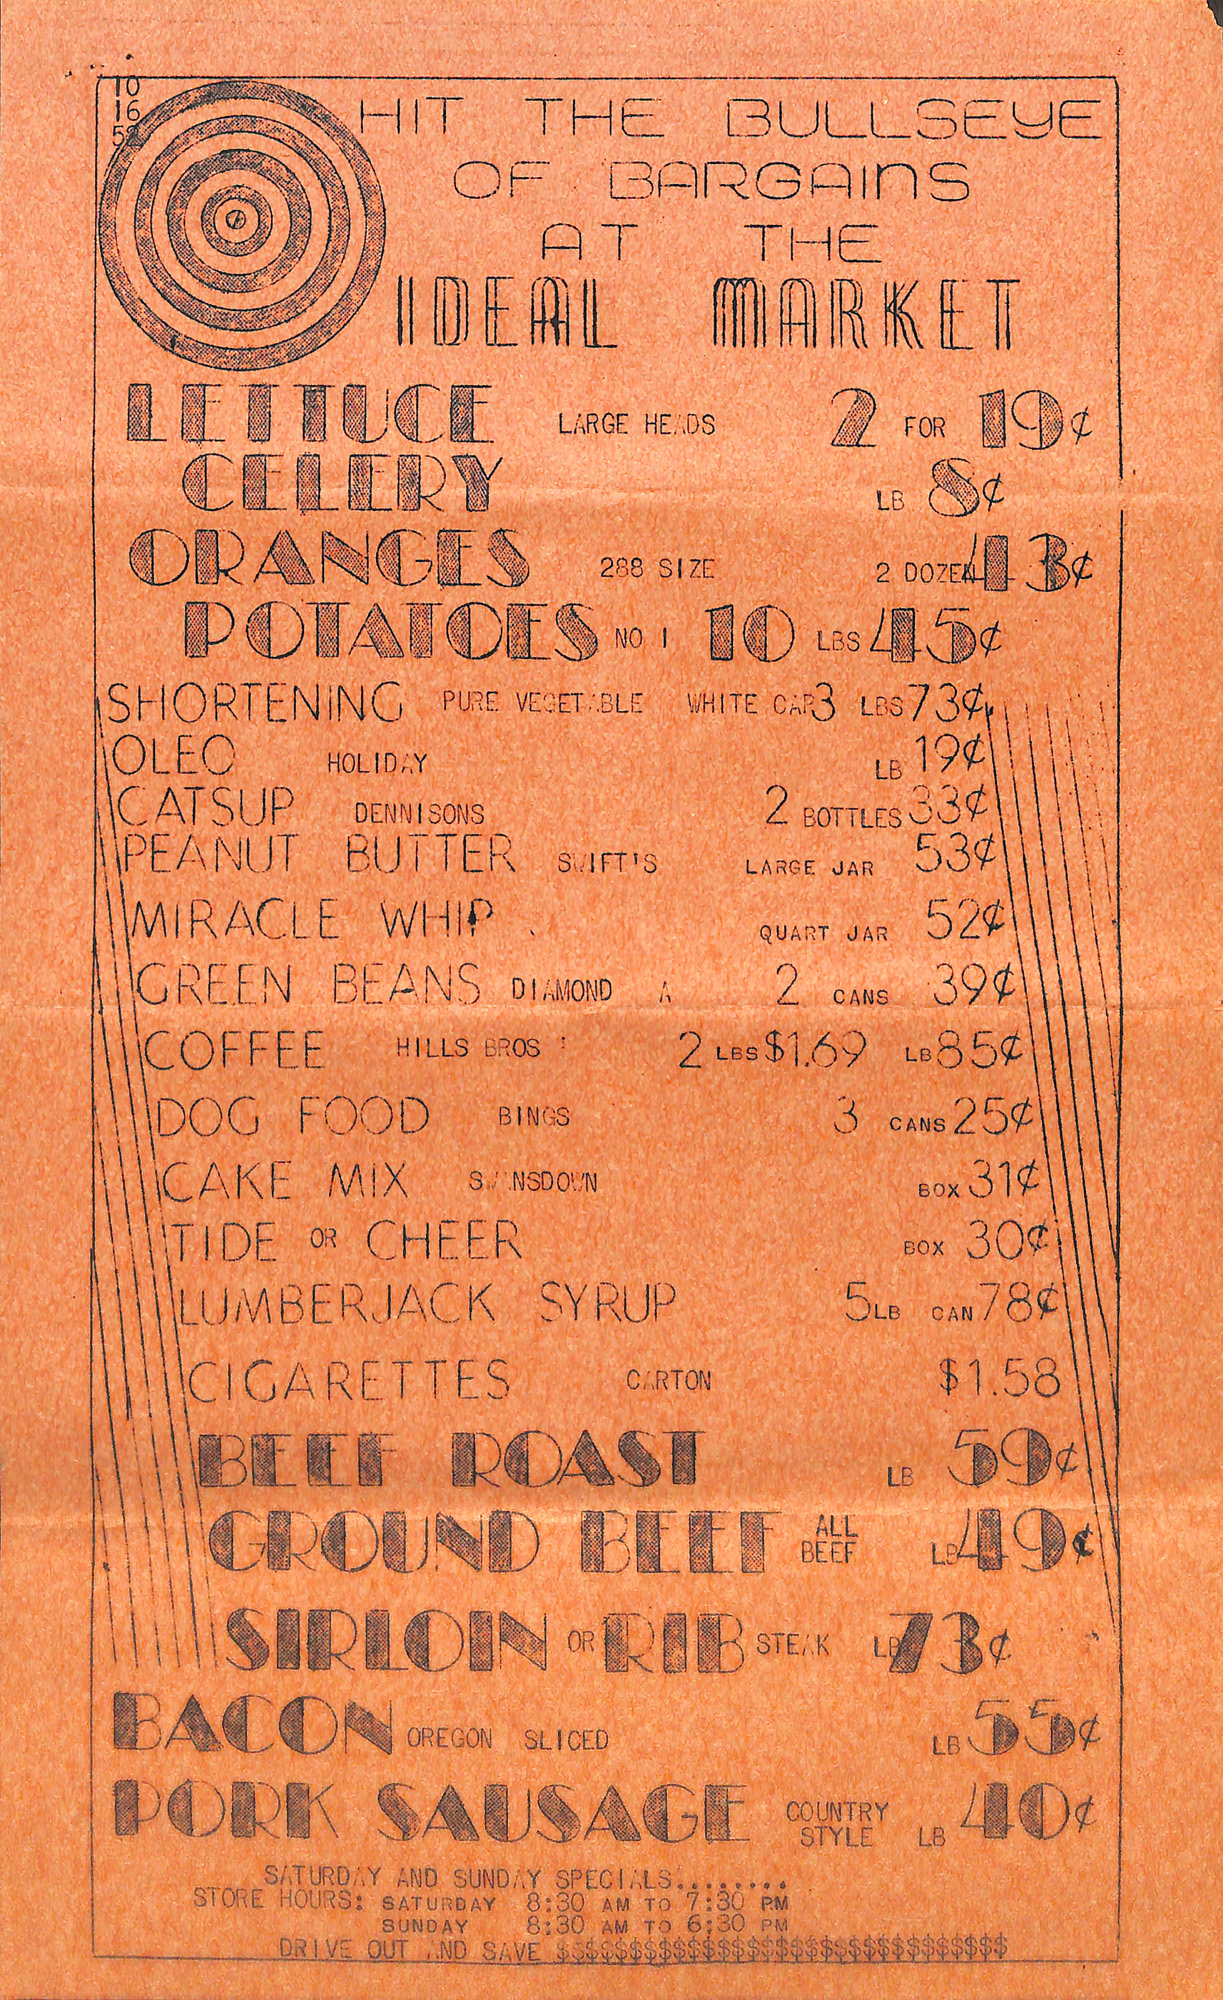 10
16
52
HIT THE BULLSEYE
OF BARGAINS
AT THE
IDEAL MARKET
LETTUCE LARGE HEADS 2 FOR 19¢
CELERY LB 8¢
ORANGES 288 SIZE 2 DOZEN 43¢
POTATOES NO 1 10 LBS 45¢
SHORTENING PURE VEGETABLE WHITE CAP 3 LBS 73¢
OLEO HOLIDAY LB 19¢
CATSUP DENNISONS 2 BOTTLES 33¢
PEANUT BUTTER SWIFT'S LARGE JAR 53¢
MIRACLE WHIP QUART JAR 52¢
GREEN BEANS DIAMOND A 2 CANS 39¢
COFFEE HILLS BROS 2 LBS $1.69 LB 85¢
DOG FOOD BINGS 3 CANS 25¢
CAKE MIX SWANSDOWN BOX 31¢
TIDE OR CHEER BOX 30¢
LUMBERJACK SYRUP 5 LB CAN 78¢
CIGARETTES CARTON $1.58
BEEF ROAST LB 59¢
GROUND BEEF ALL BEEF LB 49¢
SIRLOIN OR RIB STEAK LB 73¢
BACON OREGON SLICED LB 55¢
PORK SAUSAGE COUNTRY STYLE LB 40¢
SATURDAY AND SUNDAY SPECIALS........
STORE HOURS: SATURDAY 8:30 AM TO 7:30 PM
SUNDAY 8:30 AM TO 6:30 PM
DRIVE OUT AND SAVE $$$$$$$$$$$$$$$$$$$$$$$$$$$$$$$